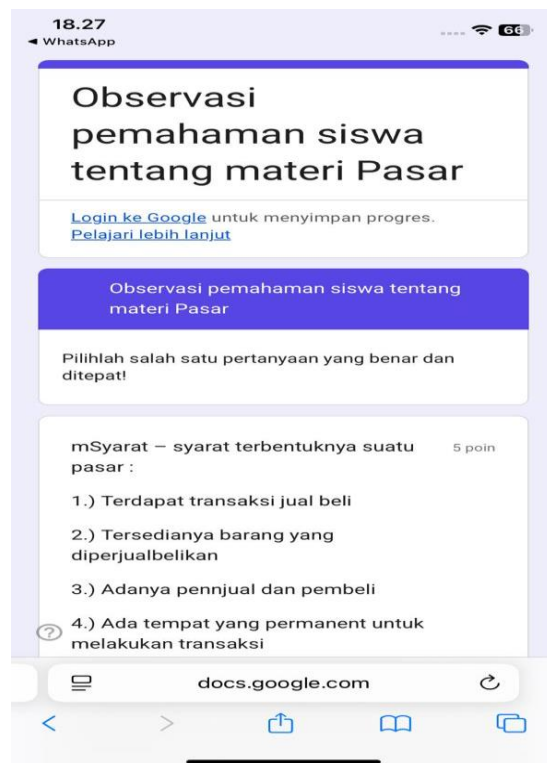 18.27
66
◄ WhatsApp
Observasi
pemahaman siswa
tentang materi Pasar
Login ke Google untuk menyimpan progres.
Pelajari lebih lanjut
Observasi pemahaman siswa tentang
materi Pasar
Pilihlah salah satu pertanyaan yang benar dan
ditepat!
mSyarat – syarat terbentuknya suatu
pasar :
5 poin
1.) Terdapat transaksi jual beli
2.) Tersedianya barang yang
diperjualbelikan
3.) Adanya pennjual dan pembeli
4.) Ada tempat yang permanent untuk
melakukan transaksi
docs.google.com